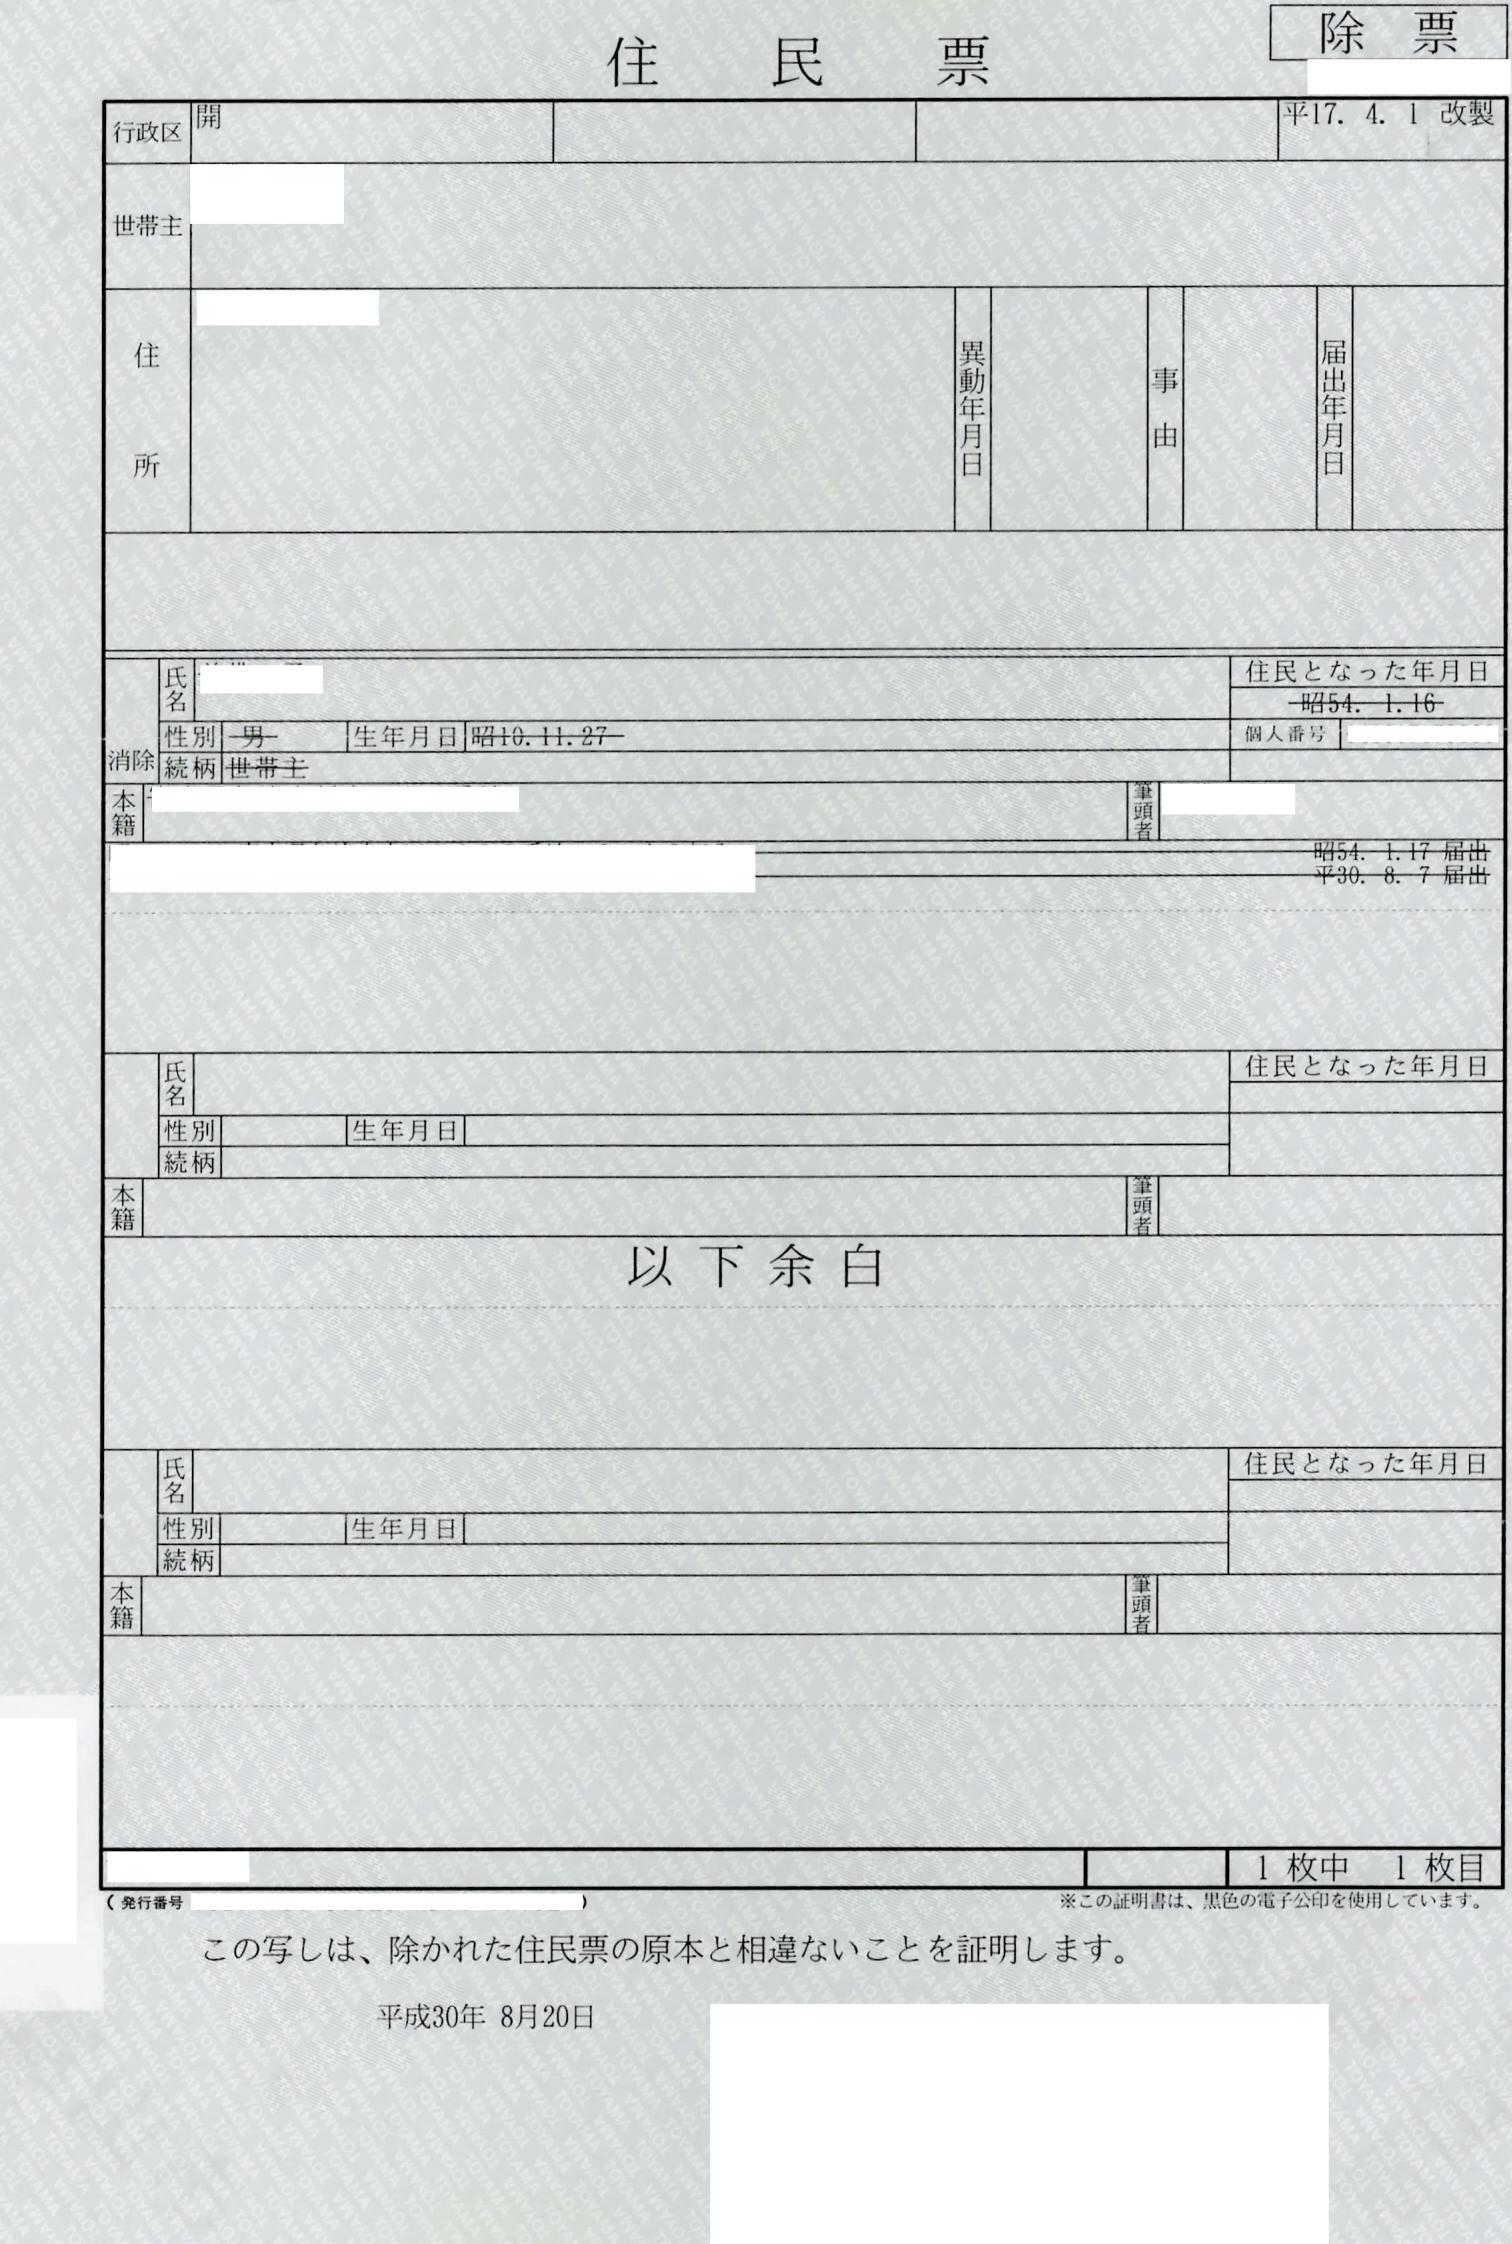 除 票
住 民 票
行政区 開 平17. 4. 1 改製
世帯主
住所 異動年月日 事由 届出年月日
氏名 住民となった年月日
昭54. 1.16
消除 性別 男 生年月日 昭10.11.27 個人番号
続柄 世帯主
本籍 筆頭者
昭54. 1.17 届出
平30. 8. 7 届出
氏名 住民となった年月日
性別 生年月日
続柄
本籍 筆頭者
以下余白
氏名 住民となった年月日
性別 生年月日
続柄
本籍 筆頭者
1 枚中 1 枚目
( 発行番号 )
※この証明書は、黒色の電子公印を使用しています。
この写しは、除かれた住民票の原本と相違ないことを証明します。
平成30年 8月20日